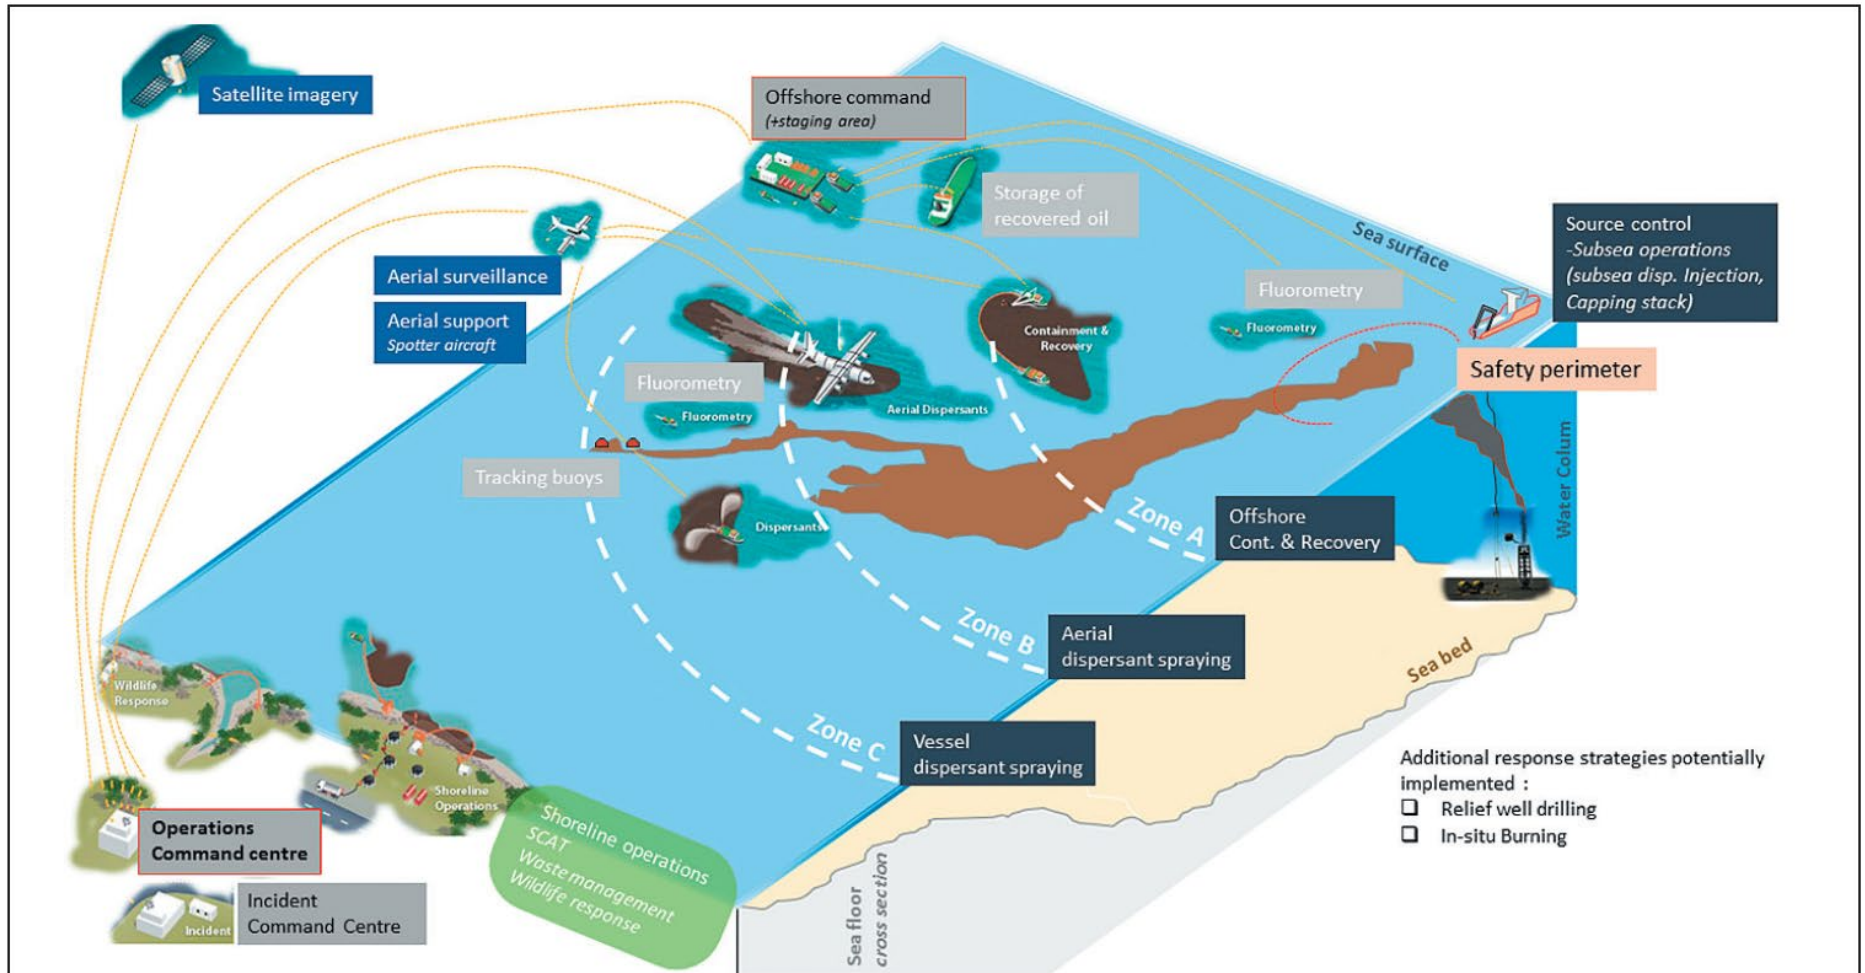 Satellite imagery
Offshore command
(+staging area)
Storage of
recovered oil
Sea surface
Source control
-Subsea operations
(subsea disp. Injection,
Capping stack)
Aerial surveillance
Aerial support
Spotter aircraft
Fluorometry
Fluorometry
Containment &
Recovery
Safety perimeter
Fluorometry
Fluorometry
Aerial Dispersants
Tracking buoys
Dispersants
Water Colum
Zone A
Offshore
Cont. & Recovery
Zone B
Aerial
dispersant spraying
Sea bed
Zone C
Vessel
dispersant spraying
Wildlife
Response
Shoreline
Operations
Operations
Command centre
Incident
Incident
Command Centre
Shoreline operations
SCAT
Waste management
Wildlife response
Sea floor
cross section
Additional response strategies potentially
implemented :
❑ Relief well drilling
❑ In-situ Burning